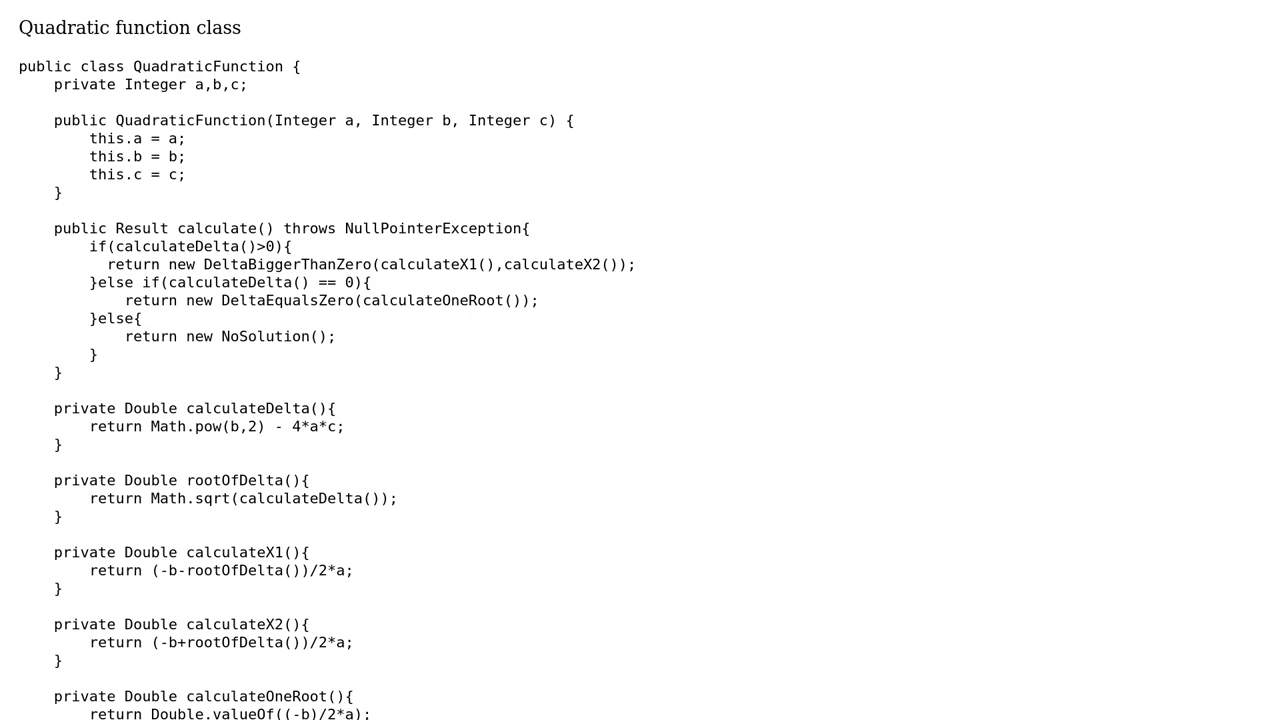 Quadratic function class
public class QuadraticFunction {
    private Integer a,b,c;

    public QuadraticFunction(Integer a, Integer b, Integer c) {
        this.a = a;
        this.b = b;
        this.c = c;
    }

    public Result calculate() throws NullPointerException{
        if(calculateDelta()>0){
          return new DeltaBiggerThanZero(calculateX1(),calculateX2());
        }else if(calculateDelta() == 0){
            return new DeltaEqualsZero(calculateOneRoot());
        }else{
            return new NoSolution();
        }
    }

    private Double calculateDelta(){
        return Math.pow(b,2) - 4*a*c;
    }

    private Double rootOfDelta(){
        return Math.sqrt(calculateDelta());
    }

    private Double calculateX1(){
        return (-b-rootOfDelta())/2*a;
    }

    private Double calculateX2(){
        return (-b+rootOfDelta())/2*a;
    }

    private Double calculateOneRoot(){
        return Double.valueOf((-b)/2*a);